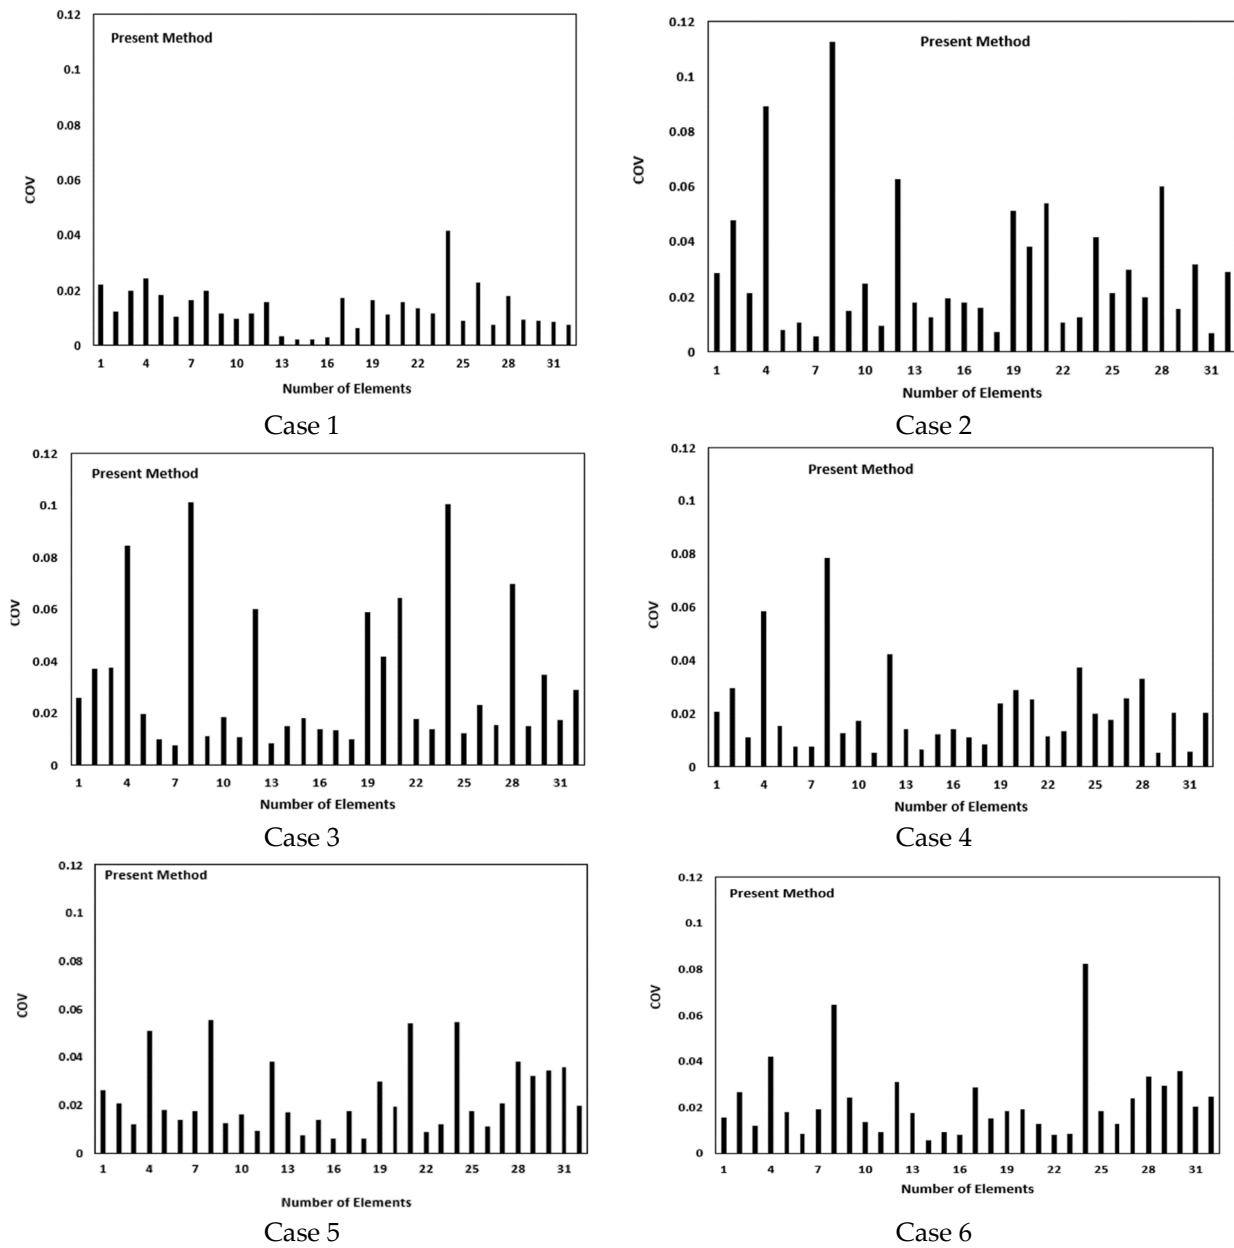 0.12
Present Method
0.1
0.08
0.06
0.04
0.02
0
COV
1 4 7 10 13 16 19 22 25 28 31
Number of Elements
Case 1
0.12
Present Method
0.1
0.08
0.06
0.04
0.02
0
COV
1 4 7 10 13 16 19 22 25 28 31
Number of Elements
Case 2
0.12
Present Method
0.1
0.08
0.06
0.04
0.02
0
COV
1 4 7 10 13 16 19 22 25 28 31
Number of Elements
Case 3
0.12
Present Method
0.1
0.08
0.06
0.04
0.02
0
COV
1 4 7 10 13 16 19 22 25 28 31
Number of Elements
Case 4
0.12
Present Method
0.1
0.08
0.06
0.04
0.02
0
COV
1 4 7 10 13 16 19 22 25 28 31
Number of Elements
Case 5
0.12
Present Method
0.1
0.08
0.06
0.04
0.02
0
COV
1 4 7 10 13 16 19 22 25 28 31
Number of Elements
Case 6